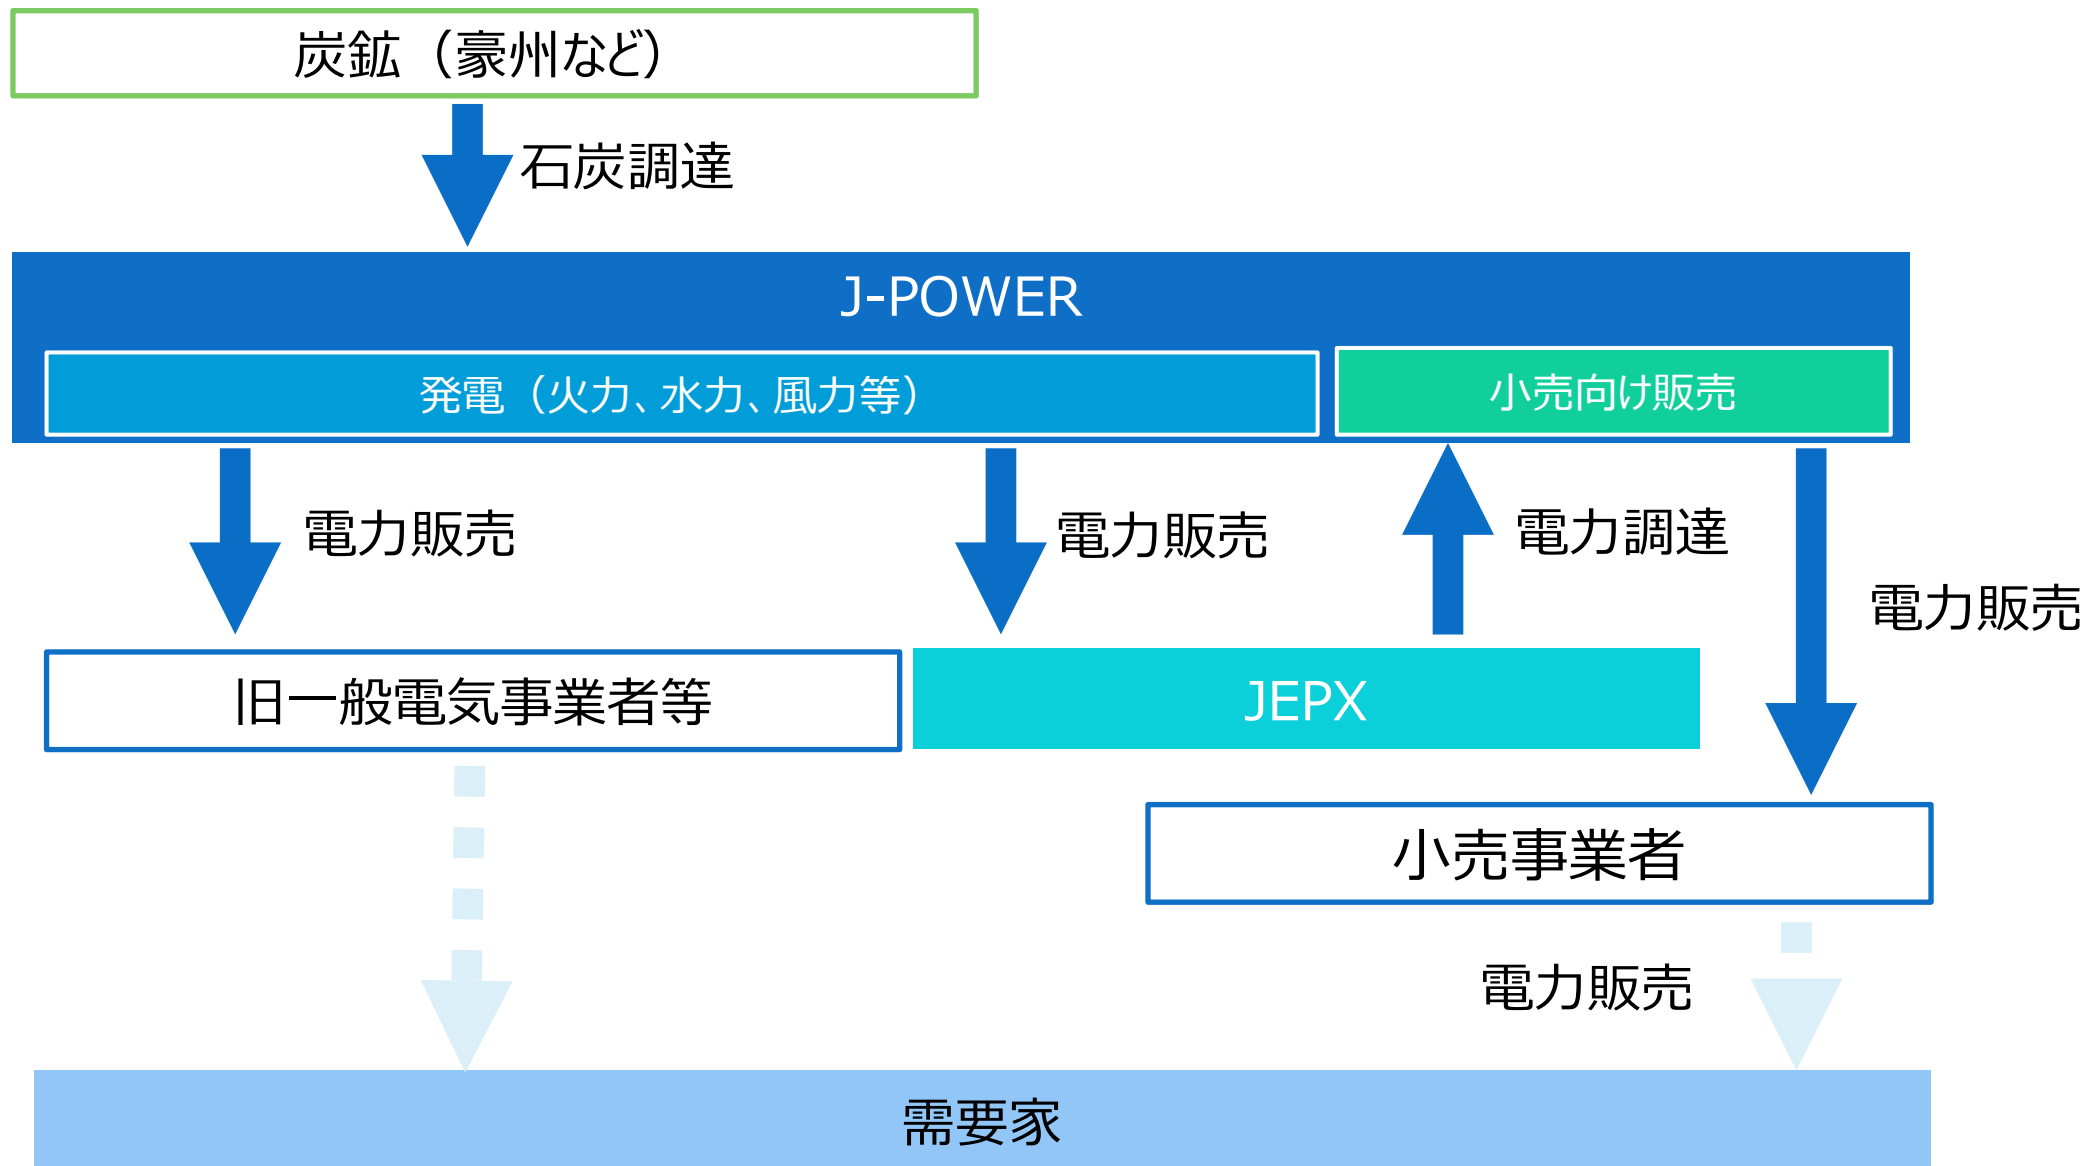 炭鉱（豪州など）
石炭調達
J-POWER
発電（火力、水力、風力等）
小売向け販売
電力販売
電力販売
電力調達
電力販売
旧一般電気事業者等
JEPX
小売事業者
電力販売
需要家